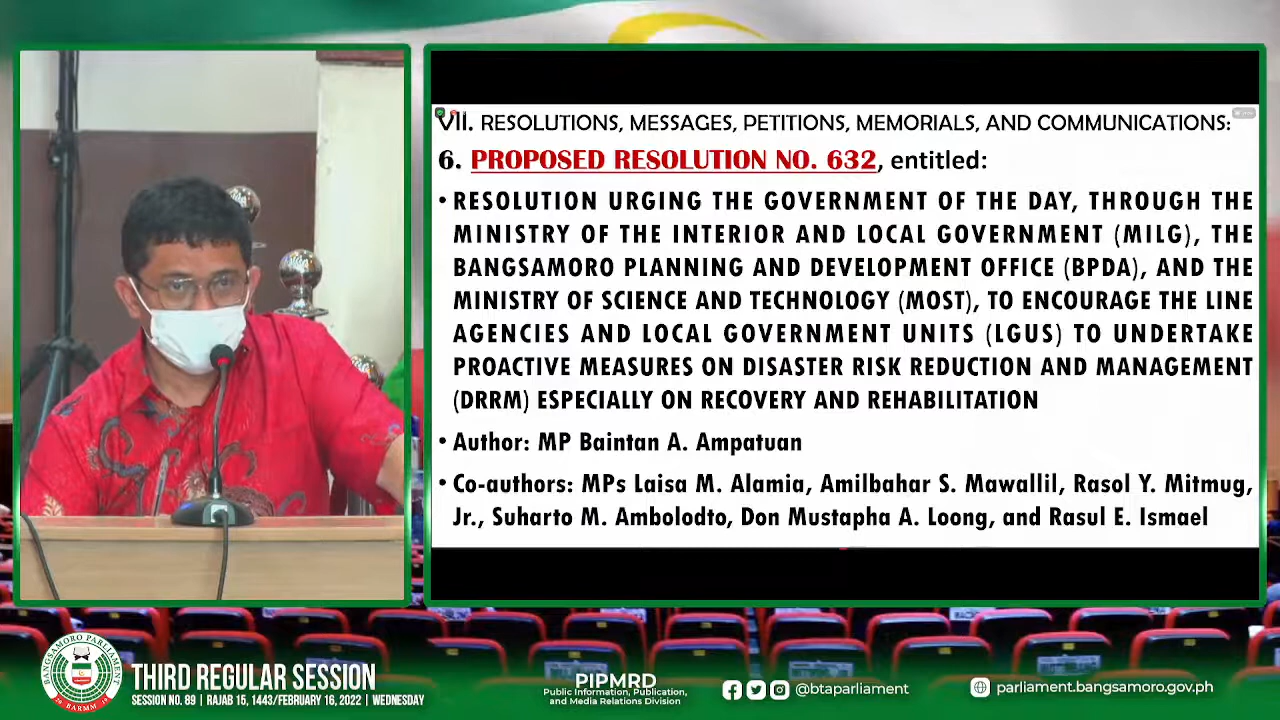 VII. RESOLUTIONS, MESSAGES, PETITIONS, MEMORIALS, AND COMMUNICATIONS:
6. PROPOSED RESOLUTION NO. 632, entitled:
• RESOLUTION URGING THE GOVERNMENT OF THE DAY, THROUGH THE
MINISTRY OF THE INTERIOR AND LOCAL GOVERNMENT (MILG), THE
BANGSAMORO PLANNING AND DEVELOPMENT OFFICE (BPDA), AND THE
MINISTRY OF SCIENCE AND TECHNOLOGY (MOST), TO ENCOURAGE THE LINE
AGENCIES AND LOCAL GOVERNMENT UNITS (LGUS) TO UNDERTAKE
PROACTIVE MEASURES ON DISASTER RISK REDUCTION AND MANAGEMENT
(DRRM) ESPECIALLY ON RECOVERY AND REHABILITATION
• Author: MP Baintan A. Ampatuan
• Co-authors: MPs Laisa M. Alamia, Amilbahar S. Mawallil, Rasol Y. Mitmug,
Jr., Suharto M. Ambolodto, Don Mustapha A. Loong, and Rasul E. Ismael
BANGSAMORO PARLIAMENT
BARMM
THIRD REGULAR SESSION
SESSION NO. 89 | RAJAB 15, 1443/FEBRUARY 16, 2022 | WEDNESDAY
PIPMRD
Public Information, Publication,
and Media Relations Division
@btaparliament
parliament.bangsamoro.gov.ph